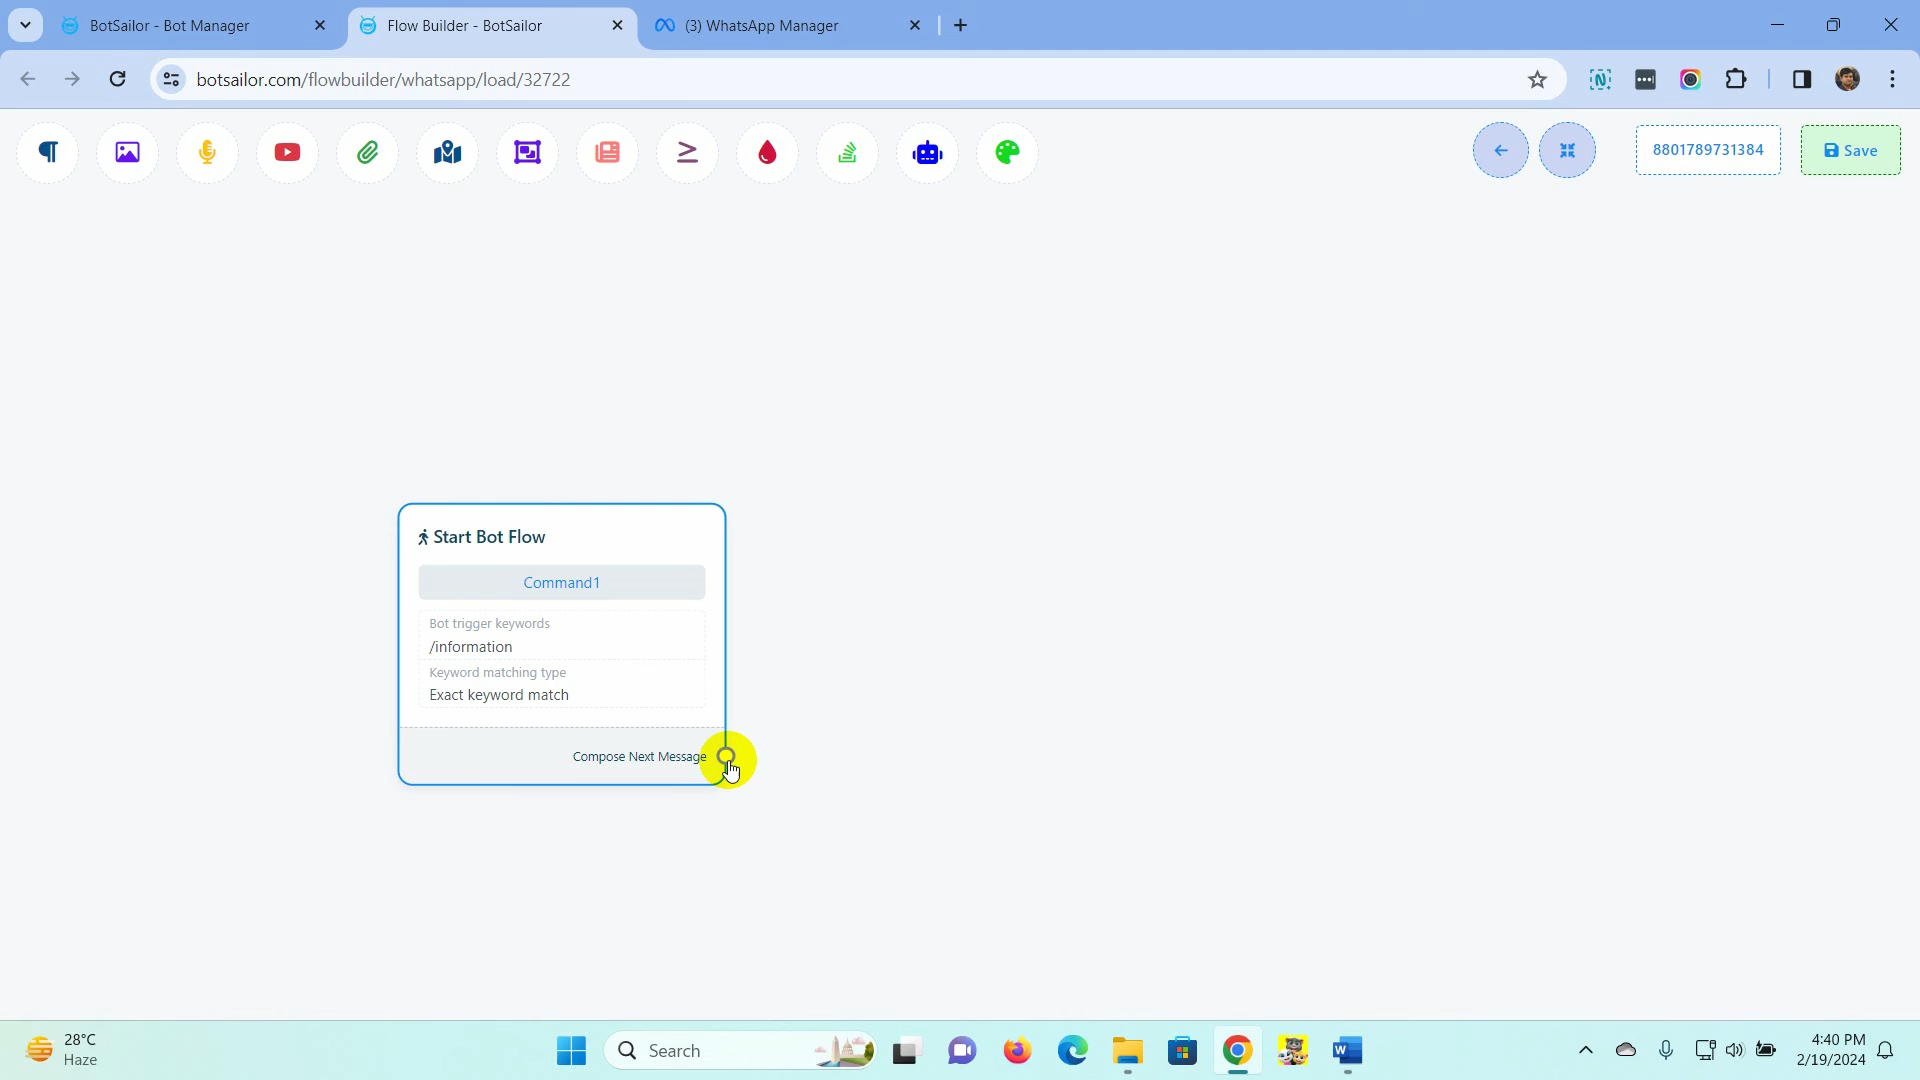 BotSailor - Bot Manager
Flow Builder - BotSailor
(3) WhatsApp Manager
botsailor.com/flowbuilder/whatsapp/load/32722
8801789731384
Save
Start Bot Flow
Command1
Bot trigger keywords
/information
Keyword matching type
Exact keyword match
Compose Next Message
28°C
Haze
Search
4:40 PM
2/19/2024